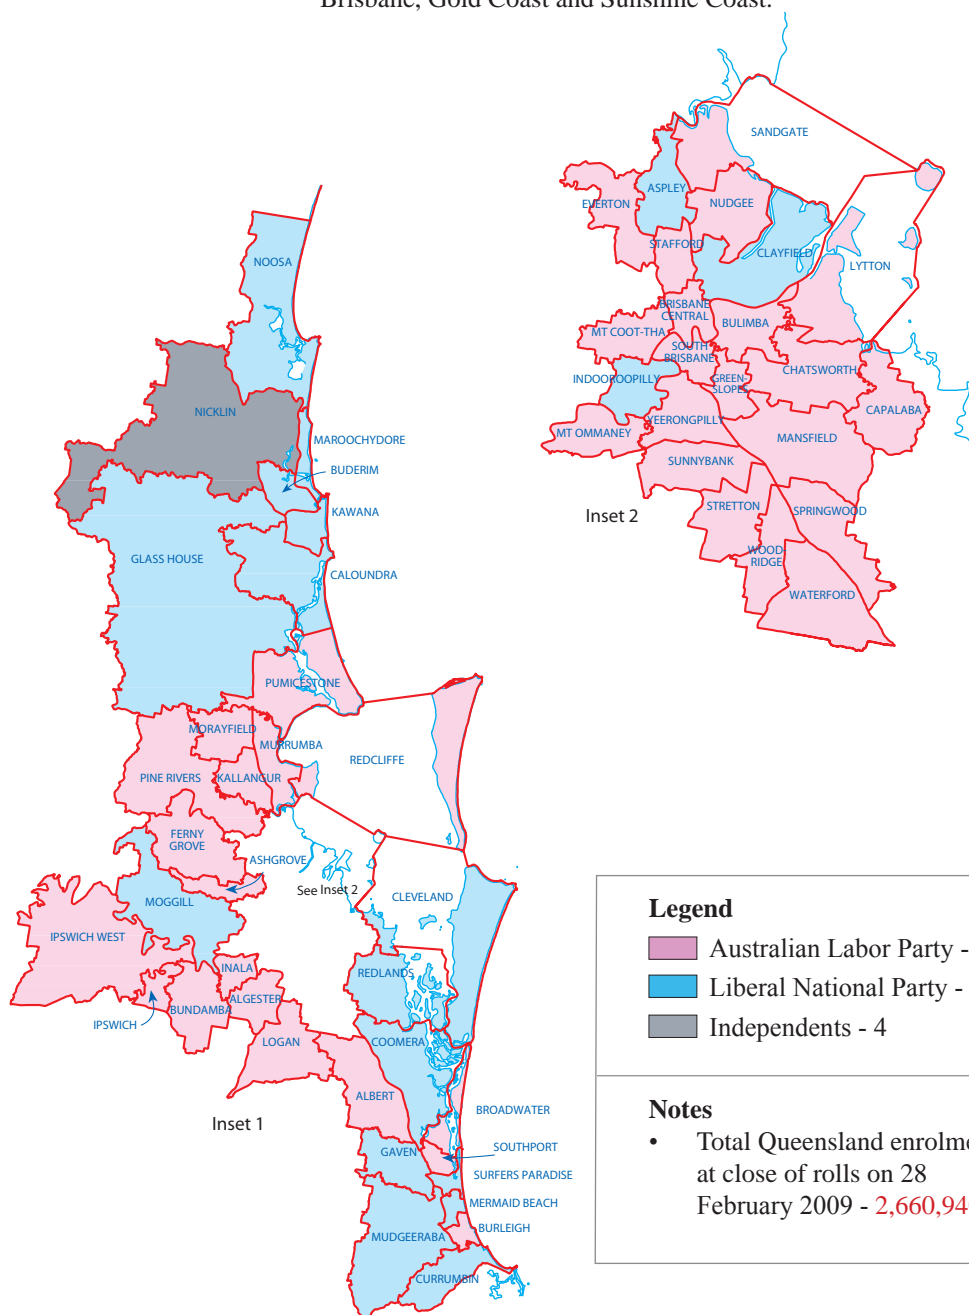 Brisbane, Gold Coast and Sunshine Coast.
SANDGATE
ASPLEY
EVERTON
NUDGEE
STAFFORD
CLAYFIELD
LYTTON
BRISBANE
CENTRAL
BULIMBA
MT COOT-THA
SOUTH
BRISBANE
CHATSWORTH
INDOOROOPILLY
GREEN-
SLOPES
CAPALABA
YEERONGPILLY
MT OMMANEY
MANSFIELD
SUNNYBANK
STRETTON
SPRINGWOOD
WOOD-
RIDGE
WATERFORD
Inset 2
NOOSA
NICKLIN
MAROOCHYDORE
BUDERIM
KAWANA
GLASS HOUSE
CALOUNDRA
PUMICESTONE
MORAYFIELD
MURRUMBA
REDCLIFFE
PINE RIVERS
KALLANGUR
FERNY
GROVE
ASHGROVE
See Inset 2
CLEVELAND
MOGGILL
IPSWICH WEST
INALA
REDLANDS
ALGESTER
BUNDAMBA
IPSWICH
LOGAN
COOMERA
ALBERT
BROADWATER
Inset 1
SOUTHPORT
GAVEN
SURFERS PARADISE
MERMAID BEACH
BURLEIGH
MUDGEERABA
CURRUMBIN
Legend
Australian Labor Party -
Liberal National Party -
Independents - 4
Notes
• Total Queensland enrolme
at close of rolls on 28
February 2009 - 2,660,94